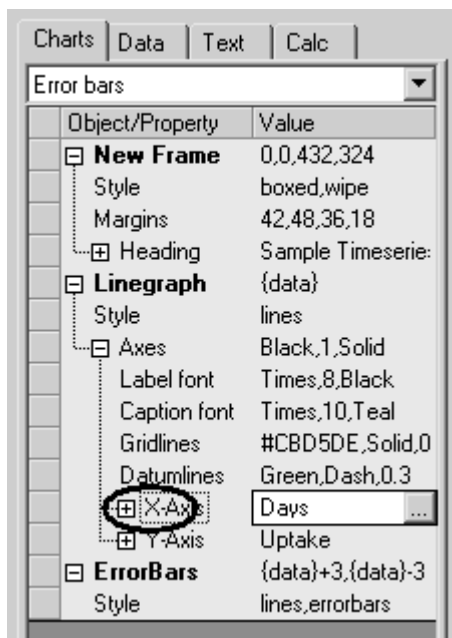 Charts Data Text Calc
Error bars
Object/Property Value
New Frame 0,0,432,324
Style boxed,wipe
Margins 42,48,36,18
Heading Sample Timeserie
Linegraph {data}
Style lines
Axes Black,1,Solid
Label font Times,8,Black
Caption font Times,10,Teal
Gridlines #CBD5DE,Solid,0
Datumlines Green,Dash,0.3
X-Axis Days ...
Y-Axis Uptake
ErrorBars {data}+3,{data}-3
Style lines,errorbars